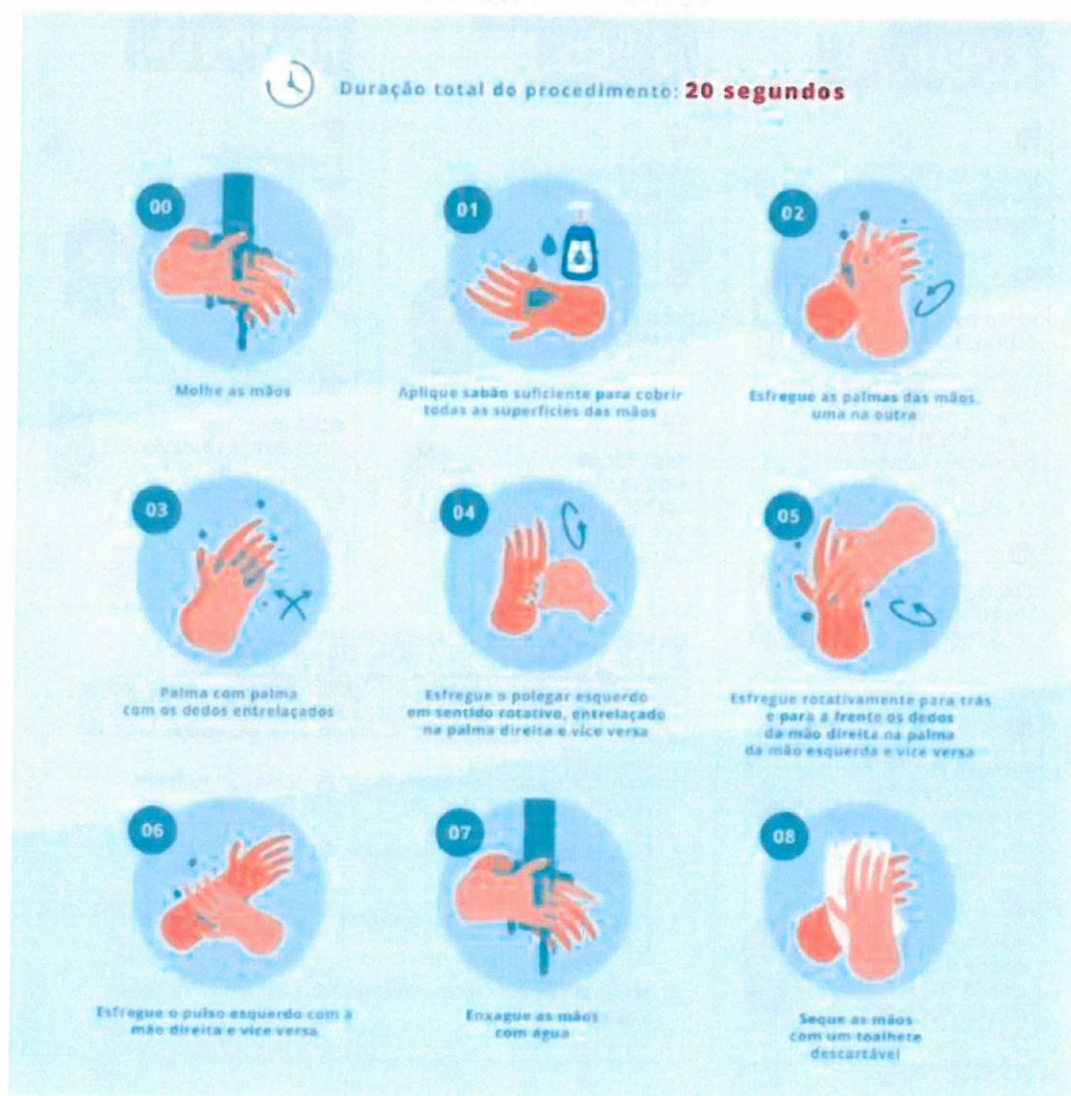 Duração total do procedimento: 20 segundos
00
Molhe as mãos
01
Aplique sabão suficiente para cobrir
todas as superfícies das mãos
02
Esfregue as palmas das mãos,
uma na outra
03
Palma com palma
com os dedos entrelaçados
04
Esfregue o polegar esquerdo
em sentido rotativo, entrelaçado
na palma direita e vice versa
05
Esfregue rotativamente para trás
e para a frente os dedos
da mão direita na palma
da mão esquerda e vice versa
06
Esfregue o pulso esquerdo com a
mão direita e vice versa
07
Enxague as mãos
com água
08
Seque as mãos
com um toalhete
descartável